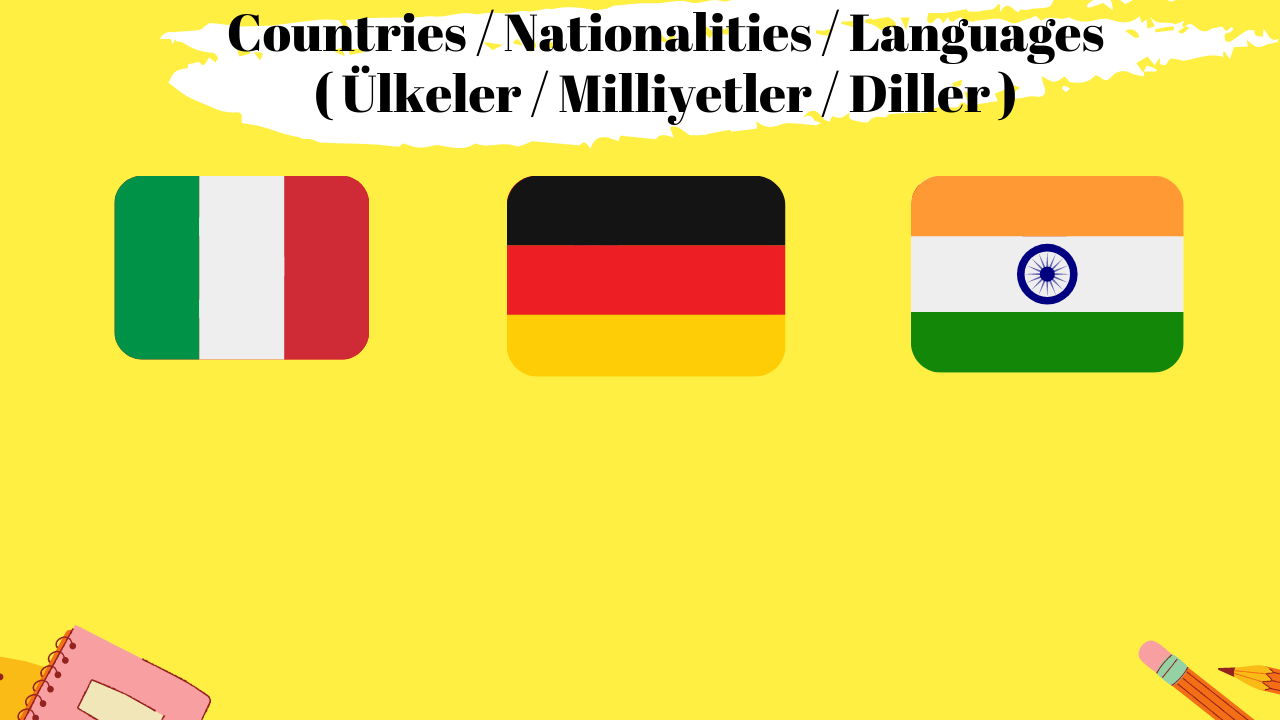 Countries / Nationalities / Languages
( Ülkeler / Milliyetler / Diller )